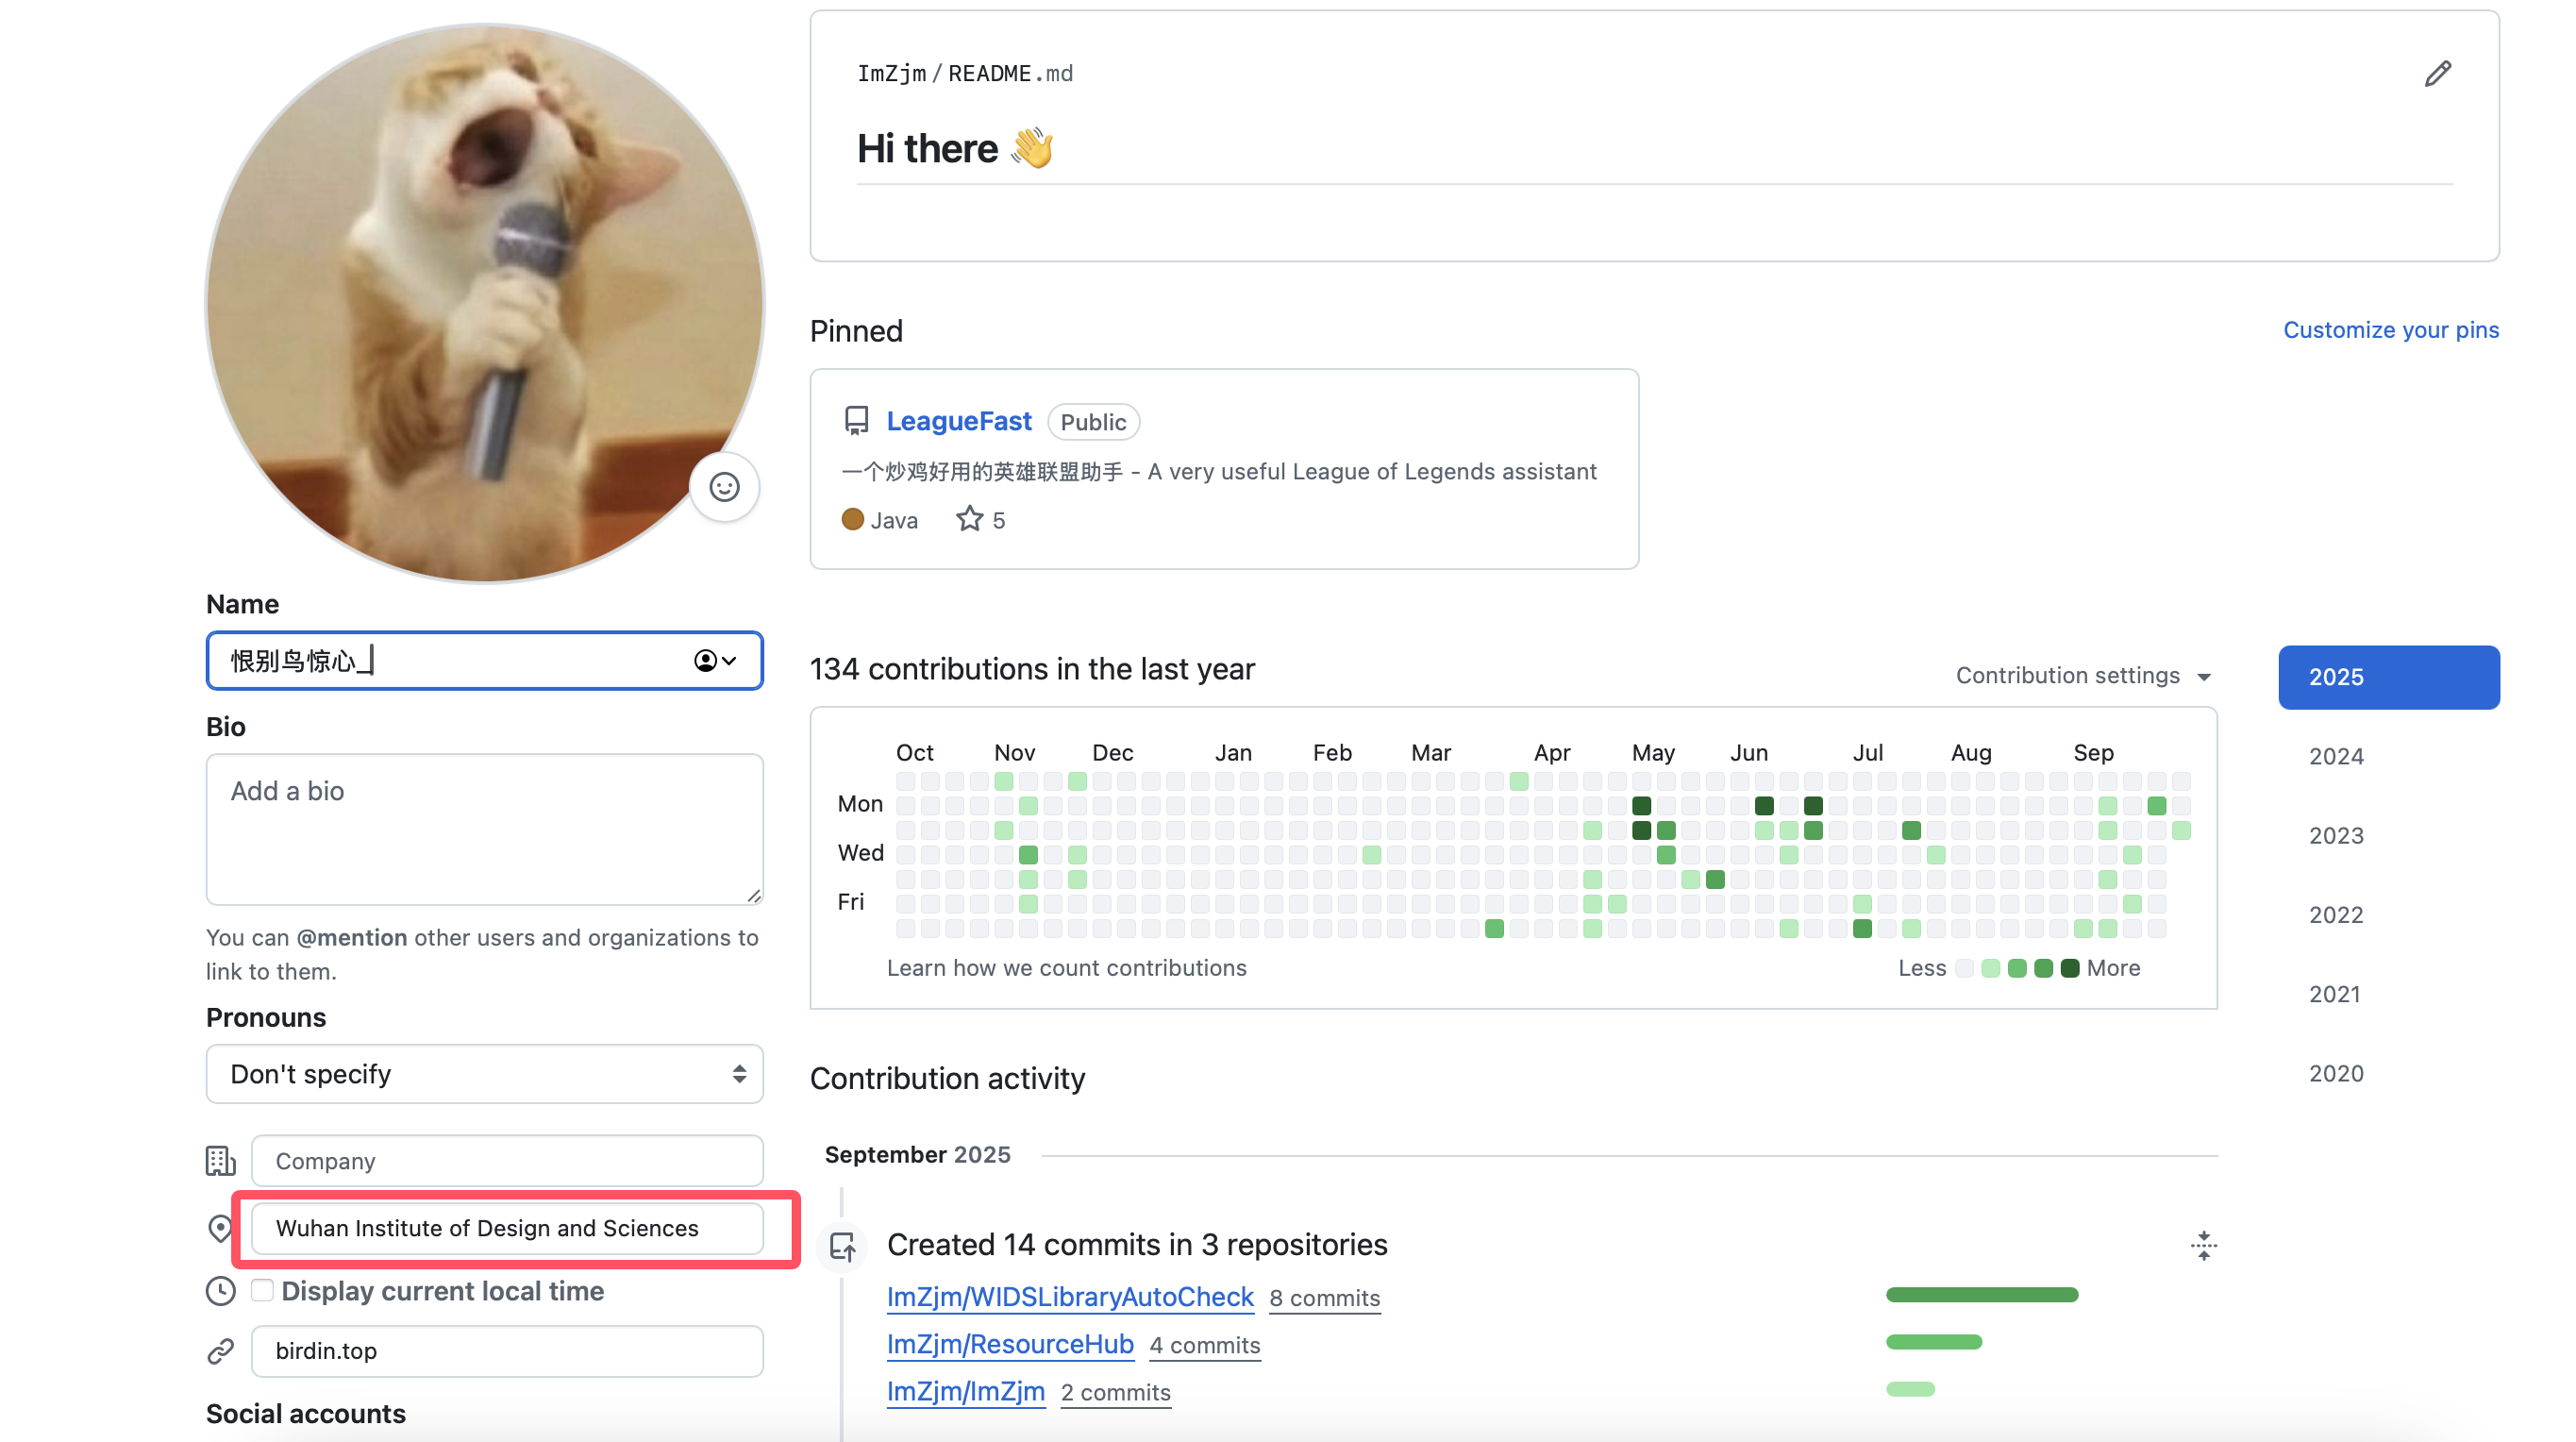 ImZjm/README.md
Hi there 👋
Pinned
Customize your pins
LeagueFast Public
一个炒鸡好用的英雄联盟助手 - A very useful League of Legends assistant
Java 5
Name
恨别鸟惊心_
Bio
Add a bio
You can @mention other users and organizations to
link to them.
Pronouns
Don't specify
Company
Wuhan Institute of Design and Sciences
Display current local time
birdin.top
Social accounts
134 contributions in the last year
Contribution settings
Oct Nov Dec Jan Feb Mar Apr May Jun Jul Aug Sep
Mon
Wed
Fri
Learn how we count contributions
Less More
2025
2024
2023
2022
2021
2020
Contribution activity
September 2025
Created 14 commits in 3 repositories
ImZjm/WIDSLibraryAutoCheck 8 commits
ImZjm/ResourceHub 4 commits
ImZjm/ImZjm 2 commits